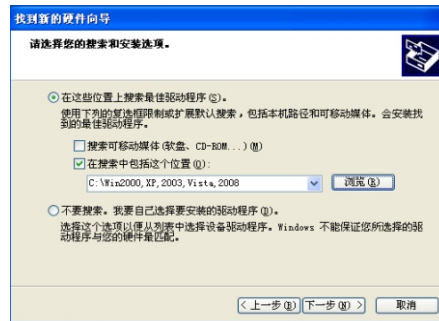 找到新的硬件向导
请选择您的搜索和安装选项。
在这些位置上搜索最佳驱动程序(S)。
使用下列的复选框限制或扩展默认搜索，包括本机路径和可移动媒体。会安装找
到的最佳驱动程序。
搜索可移动媒体(软盘、CD-ROM...)(M)
在搜索中包括这个位置(O):
C:\Win2000,XP,2003,Vista,2008
浏览(R)
不要搜索。我要自己选择要安装的驱动程序(D)。
选择这个选项以便从列表中选择设备驱动程序。Windows 不能保证您所选择的驱
动程序与您的硬件最匹配。
<上一步(B) 下一步(N)> 取消